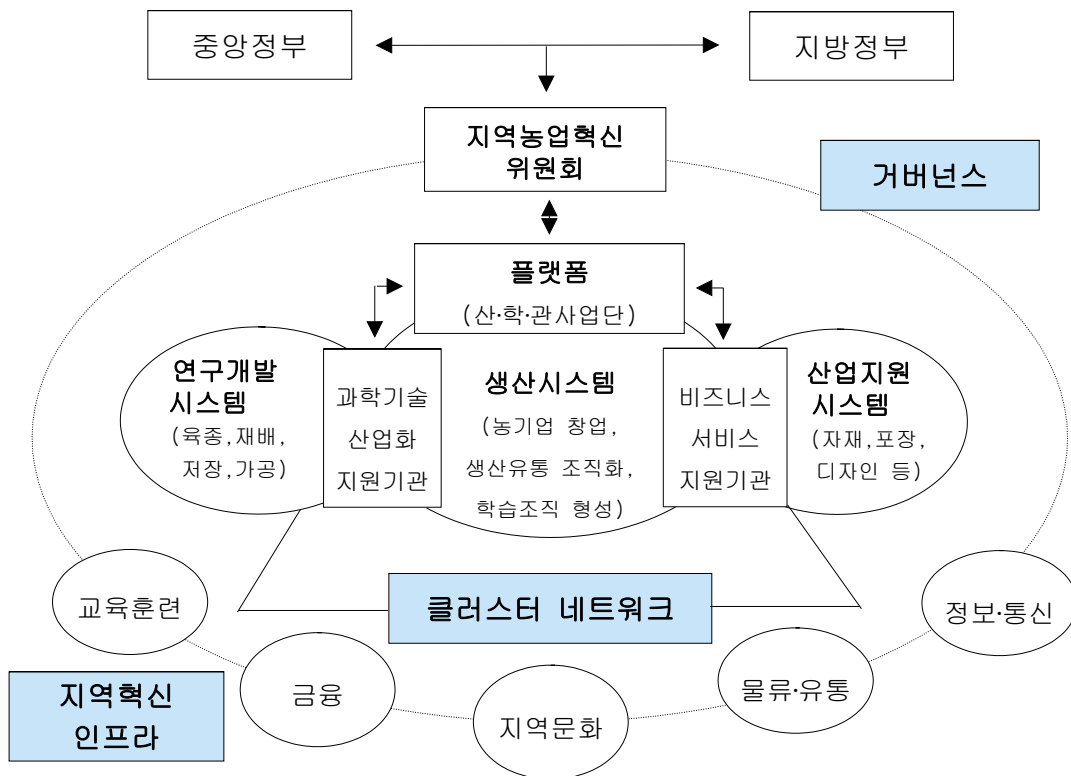 중앙정부
지방정부
지역농업혁신
위원회
거버넌스
플랫폼
(산·학·관사업단)
연구개발
시스템
(육종,재배,
저장,가공)
과학기술
산업화
지원기관
생산시스템
(농기업 창업,
생산유통 조직화,
학습조직 형성)
비즈니스
서비스
지원기관
산업지원
시스템
(자재,포장,
디자인 등)
교육훈련
클러스터 네트워크
정보·통신
지역혁신
인프라
금융
지역문화
물류·유통